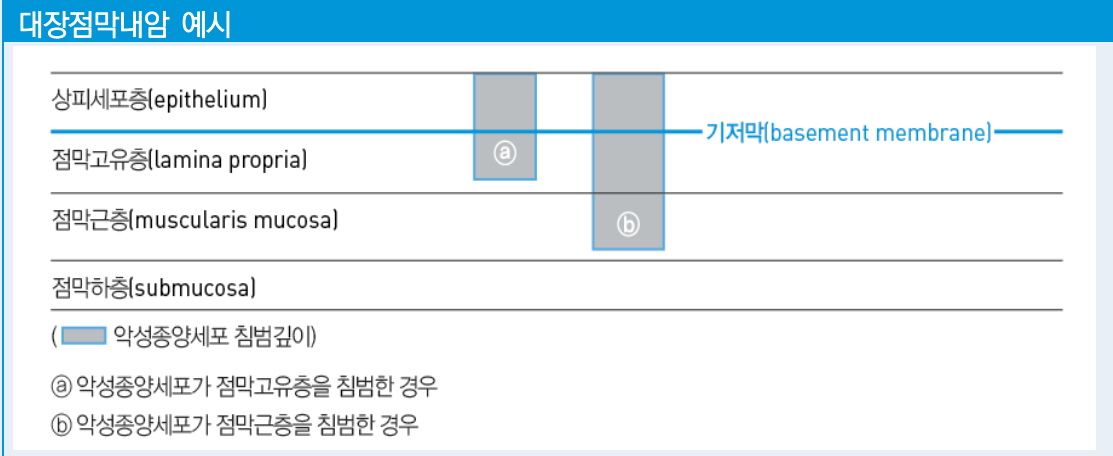 대장점막내암 예시
상피세포층(epithelium)
기저막(basement membrane)
ⓐ
점막고유층(lamina propria)
점막근층(muscularis mucosa)
ⓑ
점막하층(submucosa)
( 악성종양세포 침범깊이)
ⓐ 악성종양세포가 점막고유층을 침범한 경우
ⓑ 악성종양세포가 점막근층을 침범한 경우